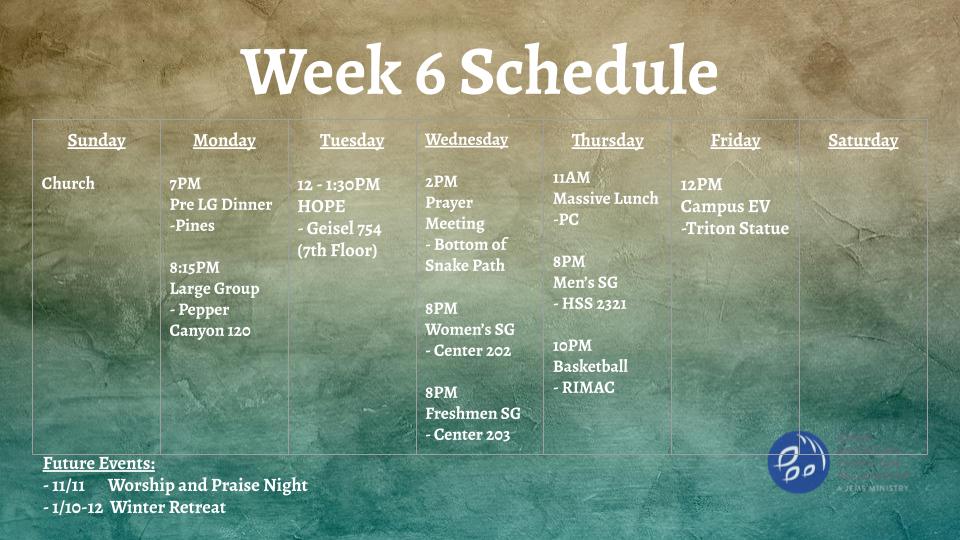 Week 6 Schedule
Sunday
Church
Monday
7PM
Pre LG Dinner
-Pines
8:15PM
Large Group
- Pepper
Canyon 120
Tuesday
12 - 1:30PM
HOPE
- Geisel 754
(7th Floor)
Wednesday
2PM
Prayer
Meeting
- Bottom of
Snake Path
8PM
Women's SG
- Center 202
8PM
Freshmen SG
- Center 203
Thursday
11AM
Massive Lunch
-PC
8PM
Men's SG
- HSS 2321
10PM
Basketball
- RIMAC
Friday
12PM
Campus EV
-Triton Statue
Saturday
Future Events:
- 11/11 Worship and Praise Night
- 1/10-12 Winter Retreat
A JEMS MINISTRY